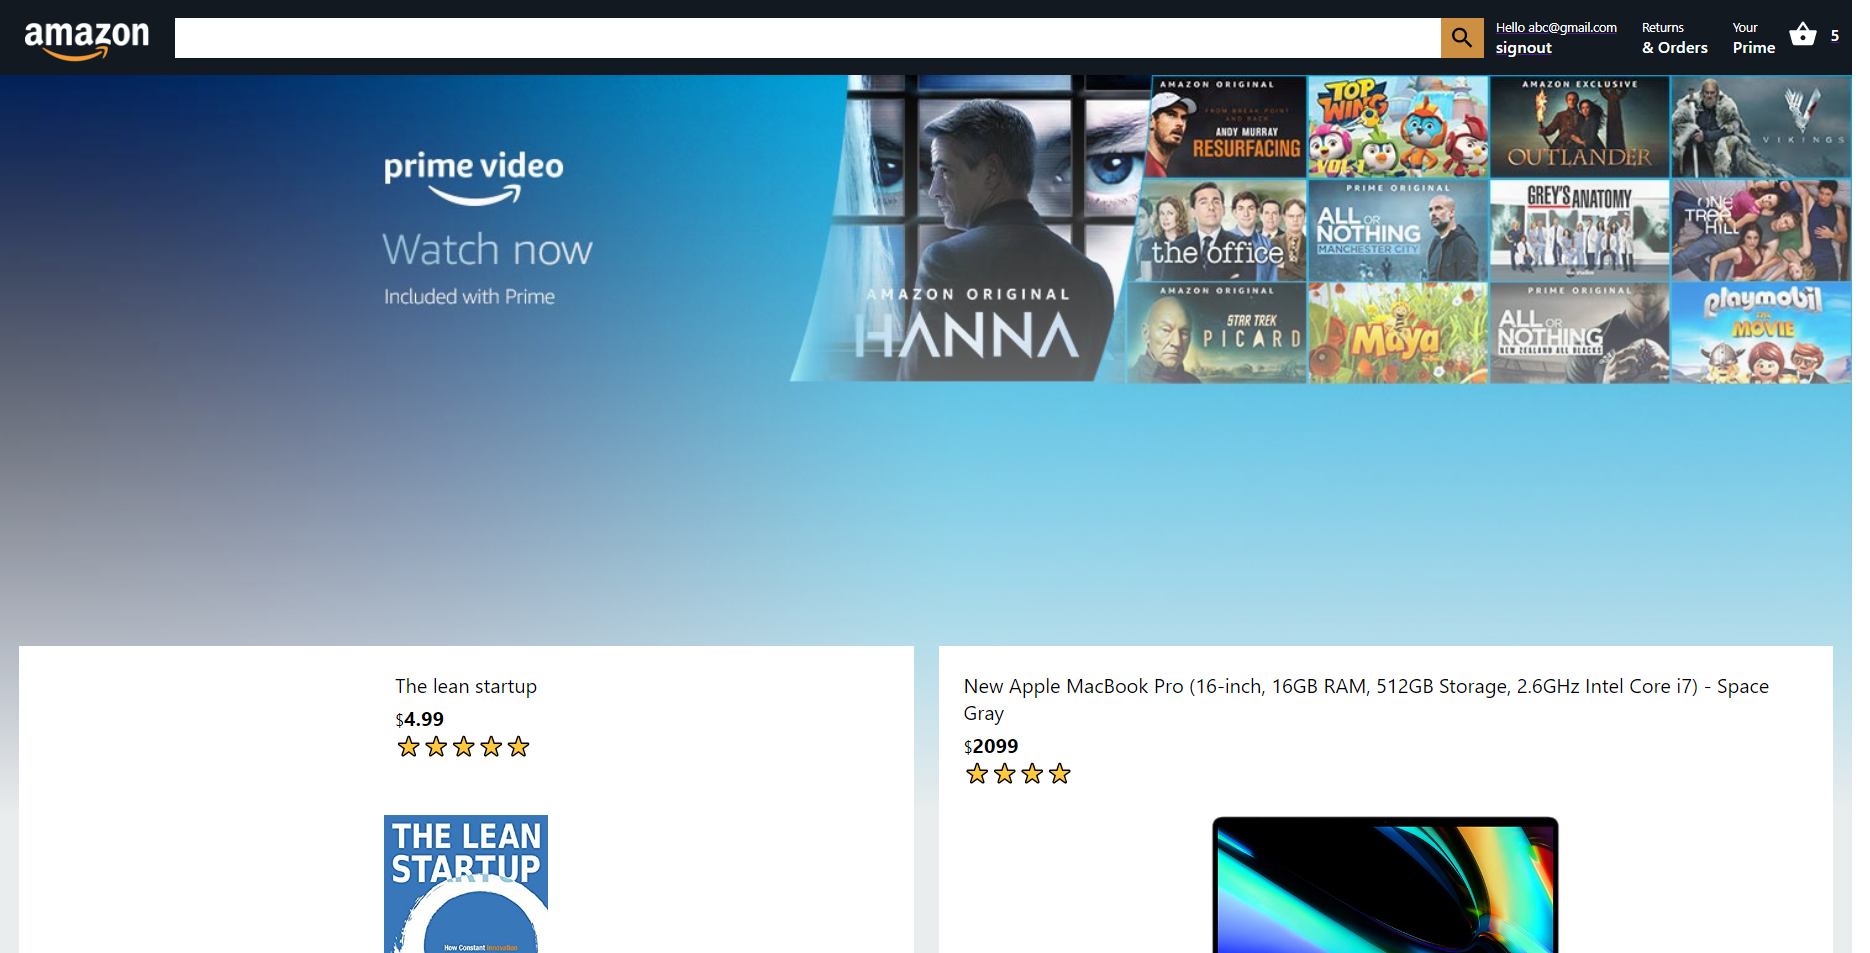 amazon
Hello abc@gmail.com
signout
Returns
& Orders
Your
Prime
5
prime video
Watch now
Included with Prime
AMAZON ORIGINAL
HANNA
AMAZON ORIGINAL
FROM BREAK POINT
AND BACK
ANDY MURRAY
RESURFACING
TOP
WING
VOL 1
AMAZON EXCLUSIVE
OUTLANDER
VIKINGS
the office
PRIME ORIGINAL
ALL OR
NOTHING
MANCHESTER CITY
GREY'S ANATOMY
ONE
TREE
HILL
AMAZON ORIGINAL
STAR TREK
PICARD
Maya
PRIME ORIGINAL
ALL OR
NOTHING
NEW ZEALAND ALL BLACKS
playmobil
THE
MOVIE
The lean startup
$4.99
New Apple MacBook Pro (16-inch, 16GB RAM, 512GB Storage, 2.6GHz Intel Core i7) - Space
Gray
$2099
THE LEAN
STARTUP
How Constant Innovation